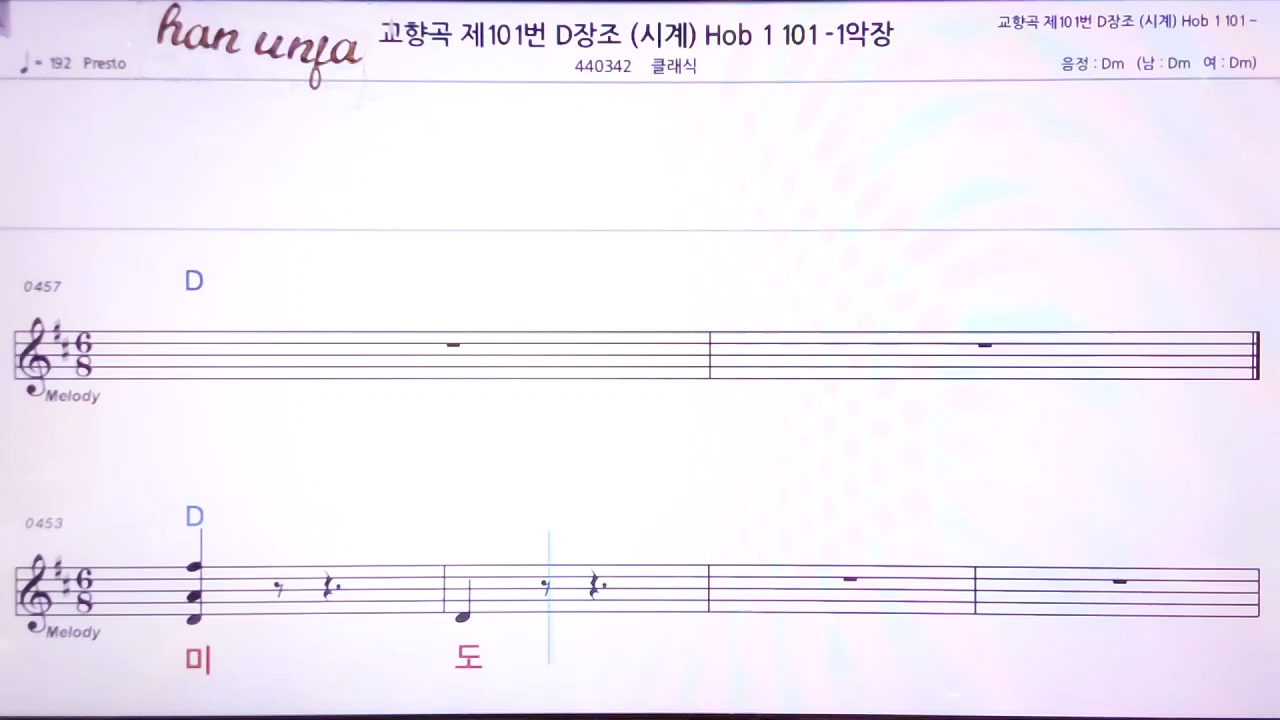 han unfa
교향곡 제101번 D장조 (시계) Hob 1 101 -1악장
교향곡 제101번 D장조 (시계) Hob 1 101 –
♩= 192 Presto
440342 클래식
음정 : Dm (남 : Dm 여 : Dm)
0457 D
6
8
Melody
0453 D
6
8
Melody
미 도